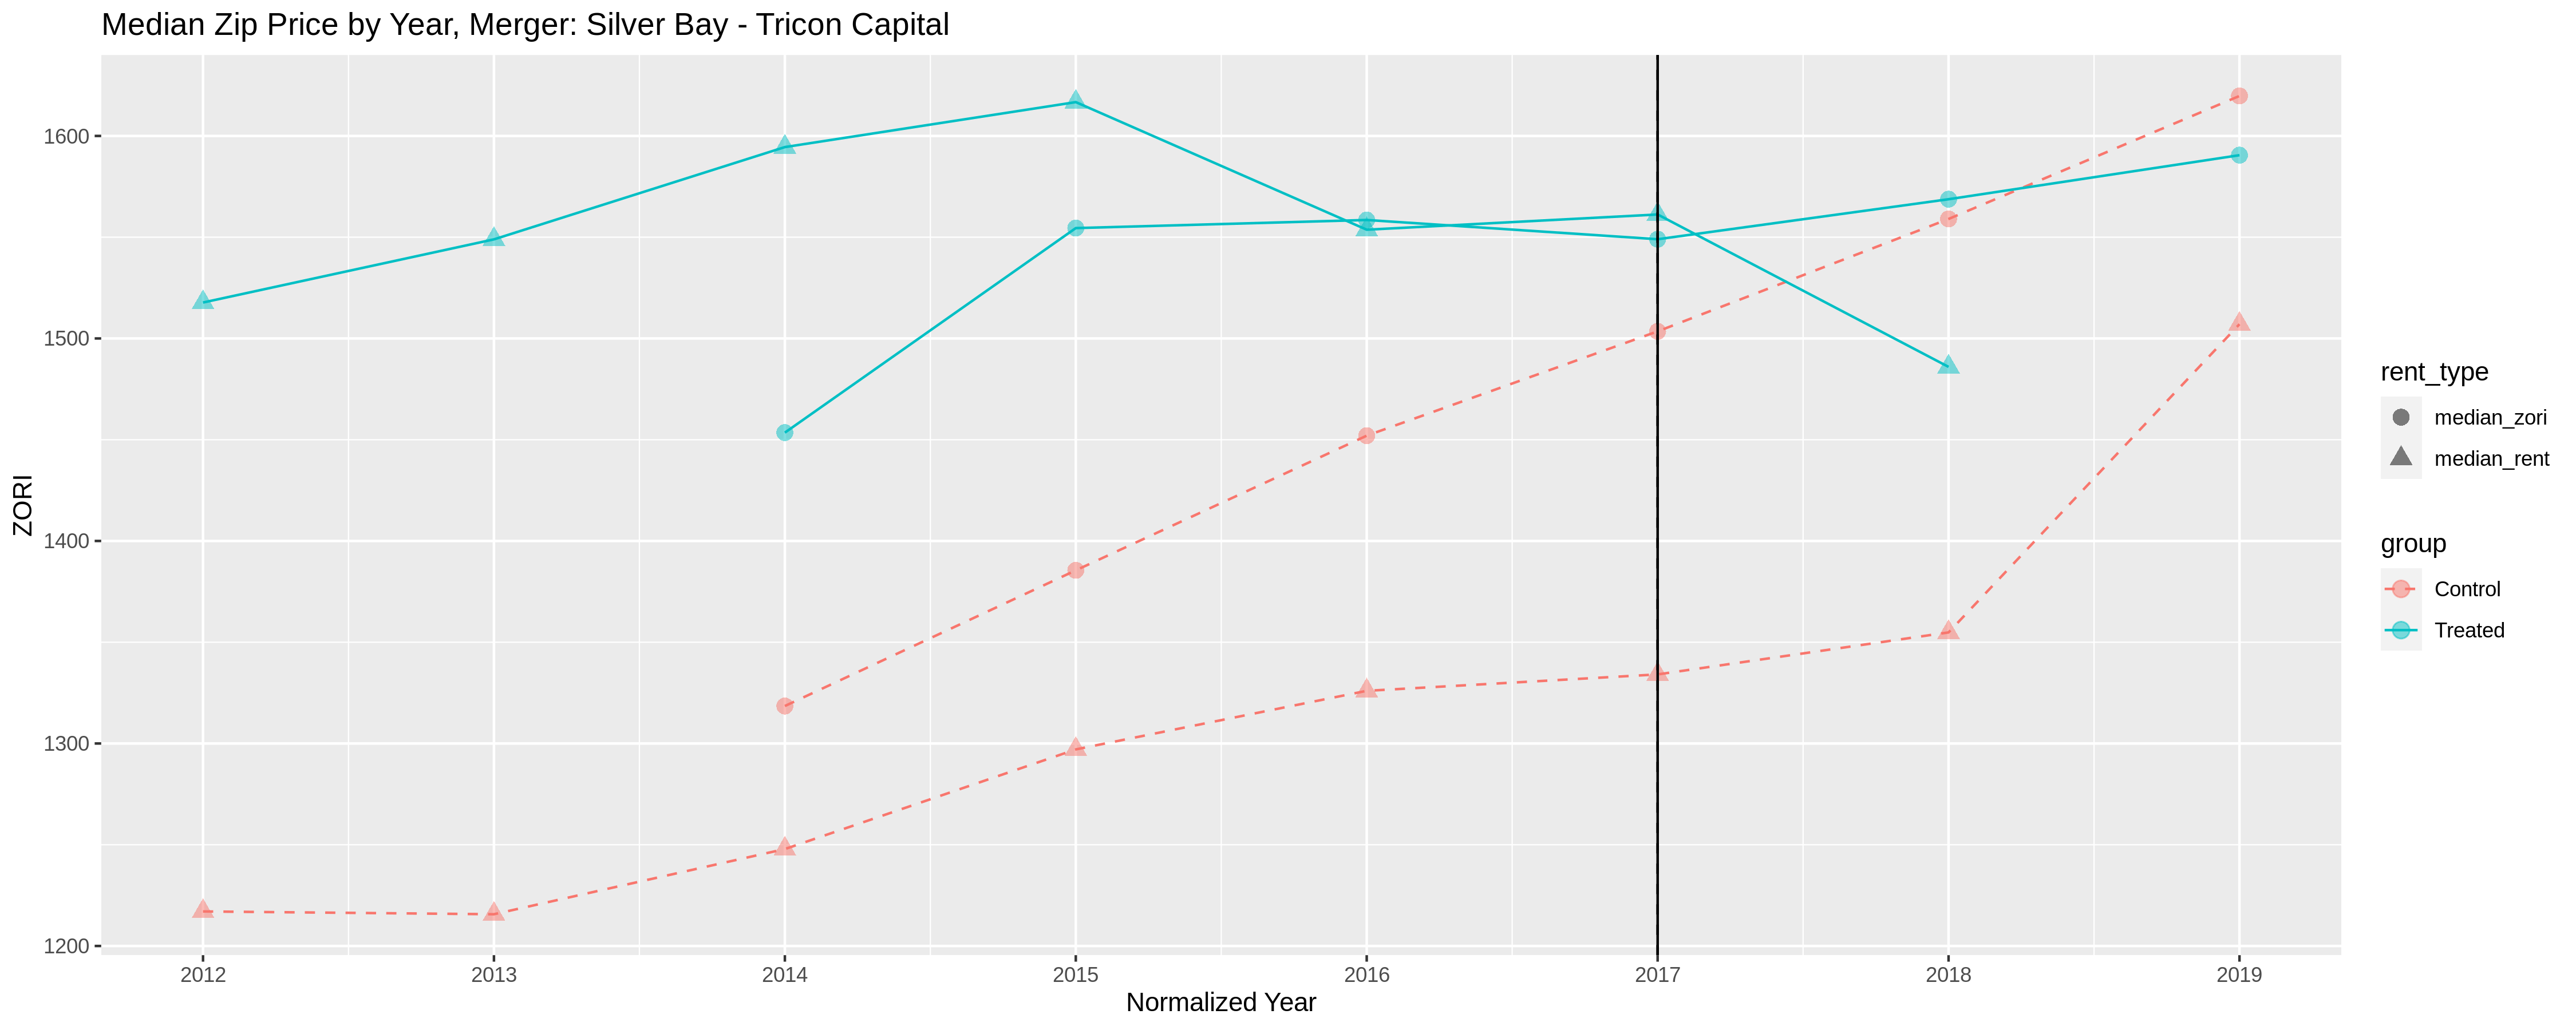 Median Zip Price by Year, Merger: Silver Bay - Tricon Capital
1600
1500
1400
1300
1200
ZORI
2012 2013 2014 2015 2016 2017 2018 2019
Normalized Year
rent_type
median_zori
median_rent
group
Control
Treated